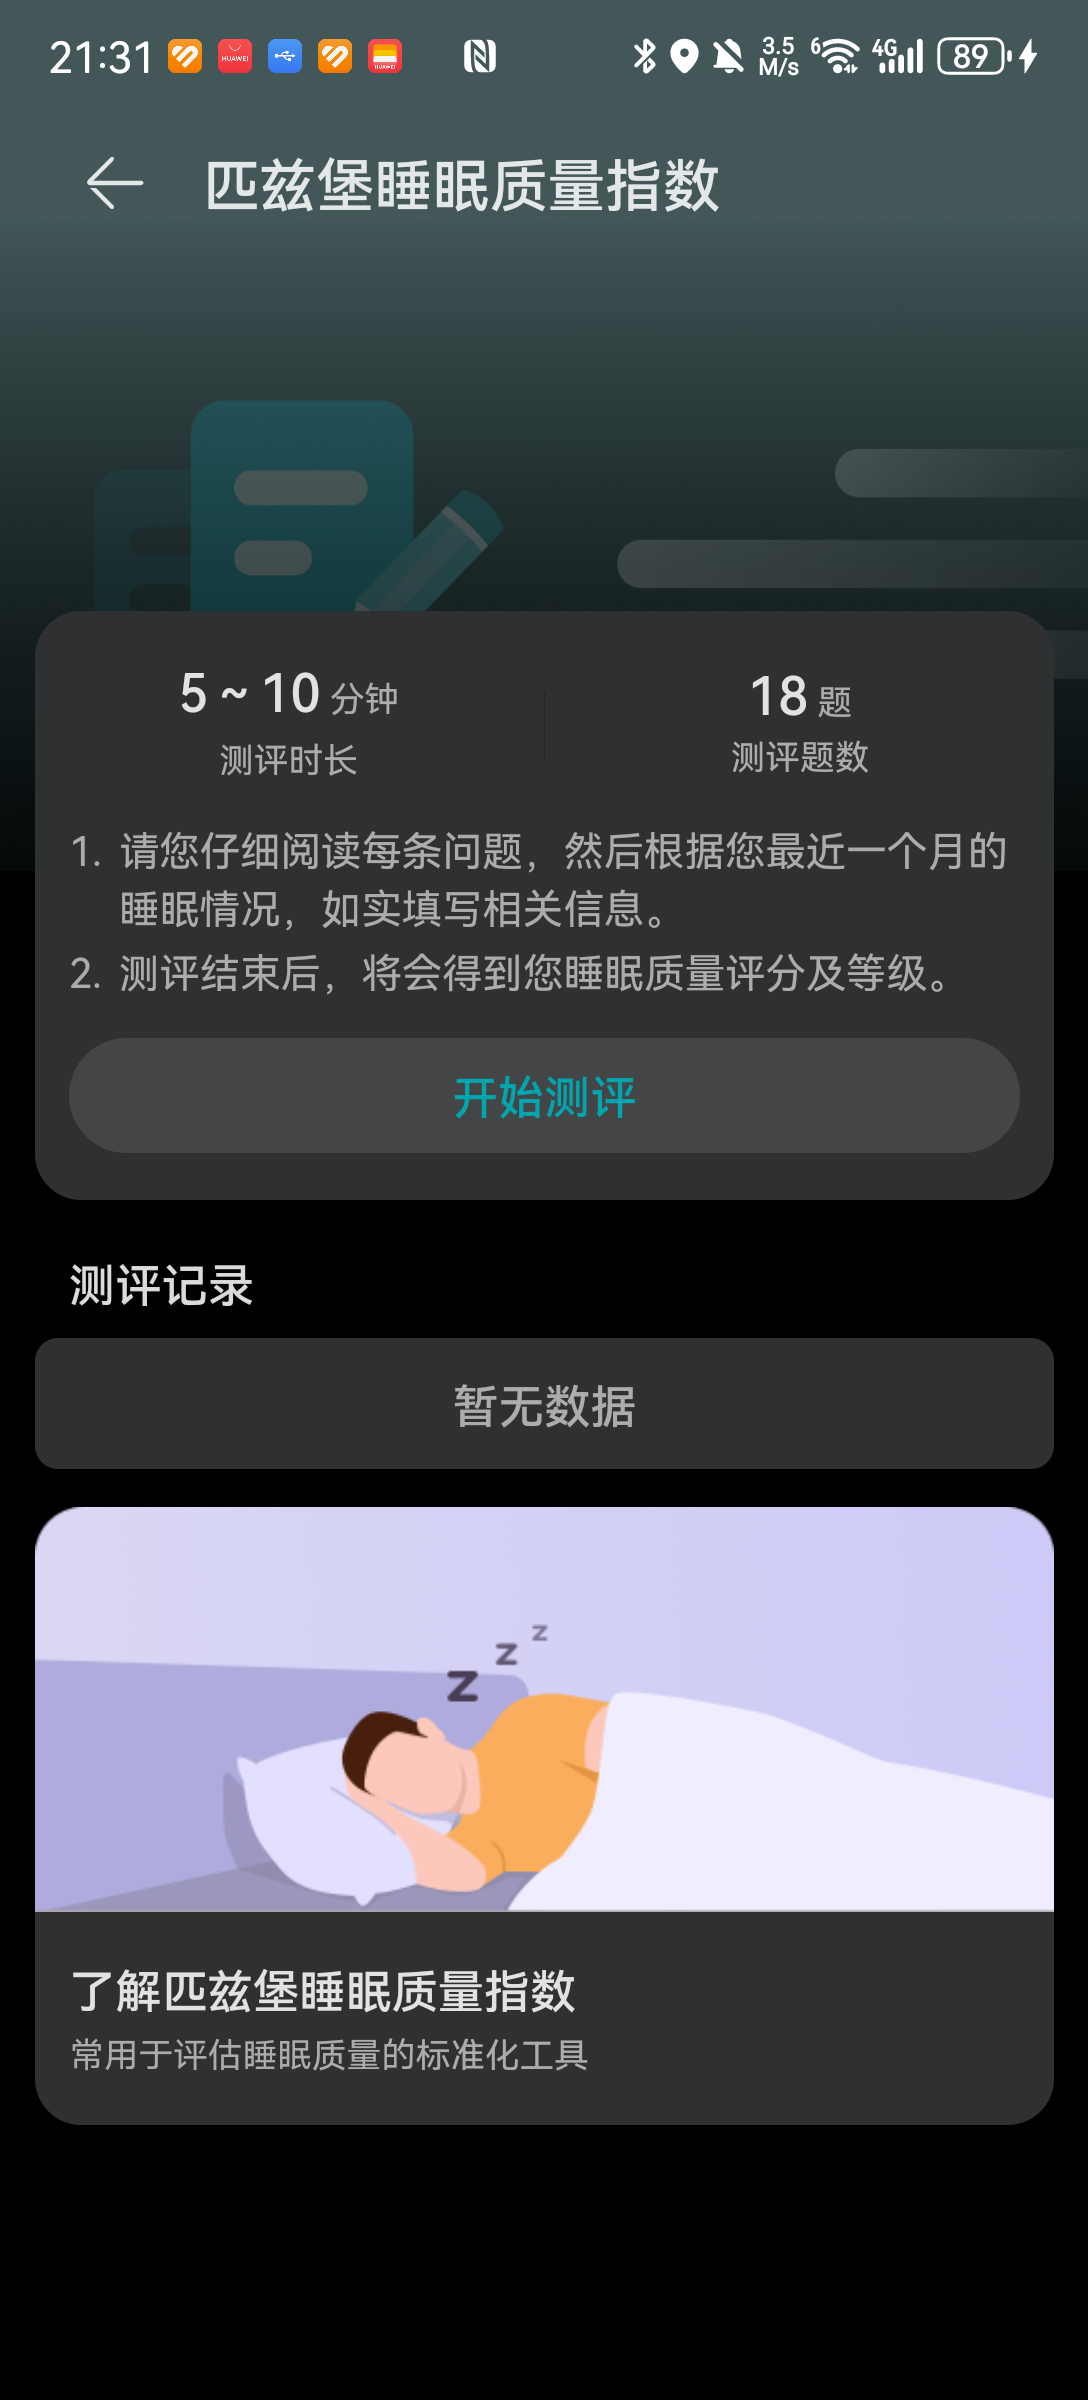 21:31
HUAWEI
HUAWEI
3.5
M/s
6
4G
89
匹兹堡睡眠质量指数
5 ~ 10 分钟
测评时长
18 题
测评题数
1. 请您仔细阅读每条问题，然后根据您最近一个月的
睡眠情况，如实填写相关信息。
2. 测评结束后，将会得到您睡眠质量评分及等级。
开始测评
测评记录
暂无数据
z
z
z
了解匹兹堡睡眠质量指数
常用于评估睡眠质量的标准化工具